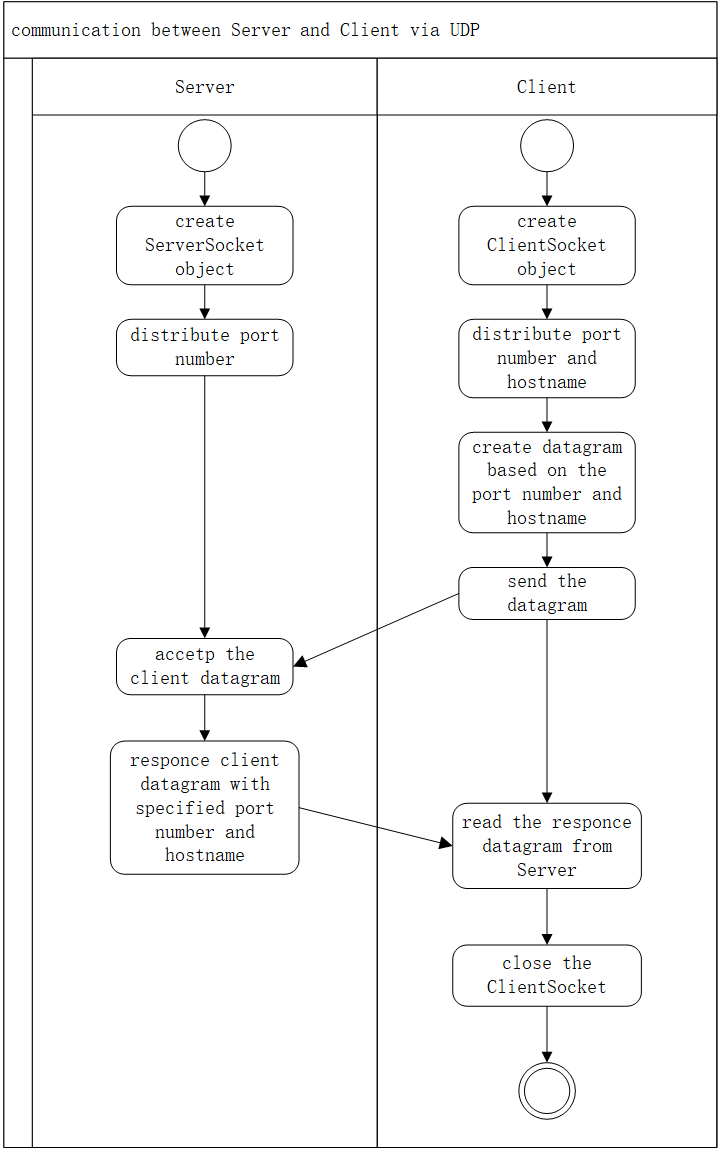 communication between Server and Client via UDP
Server
Client
create
ServerSocket
object
distribute port
number
accetp the
client datagram
responce client
datagram with
specified port
number and
hostname
create
ClientSocket
object
distribute port
number and
hostname
create datagram
based on the
port number and
hostname
send the
datagram
read the responce
datagram from
Server
close the
ClientSocket